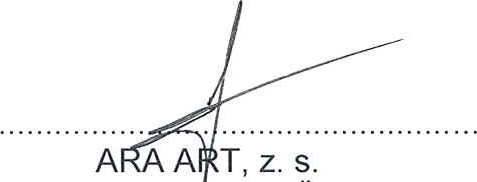 ARA ART, z. s.